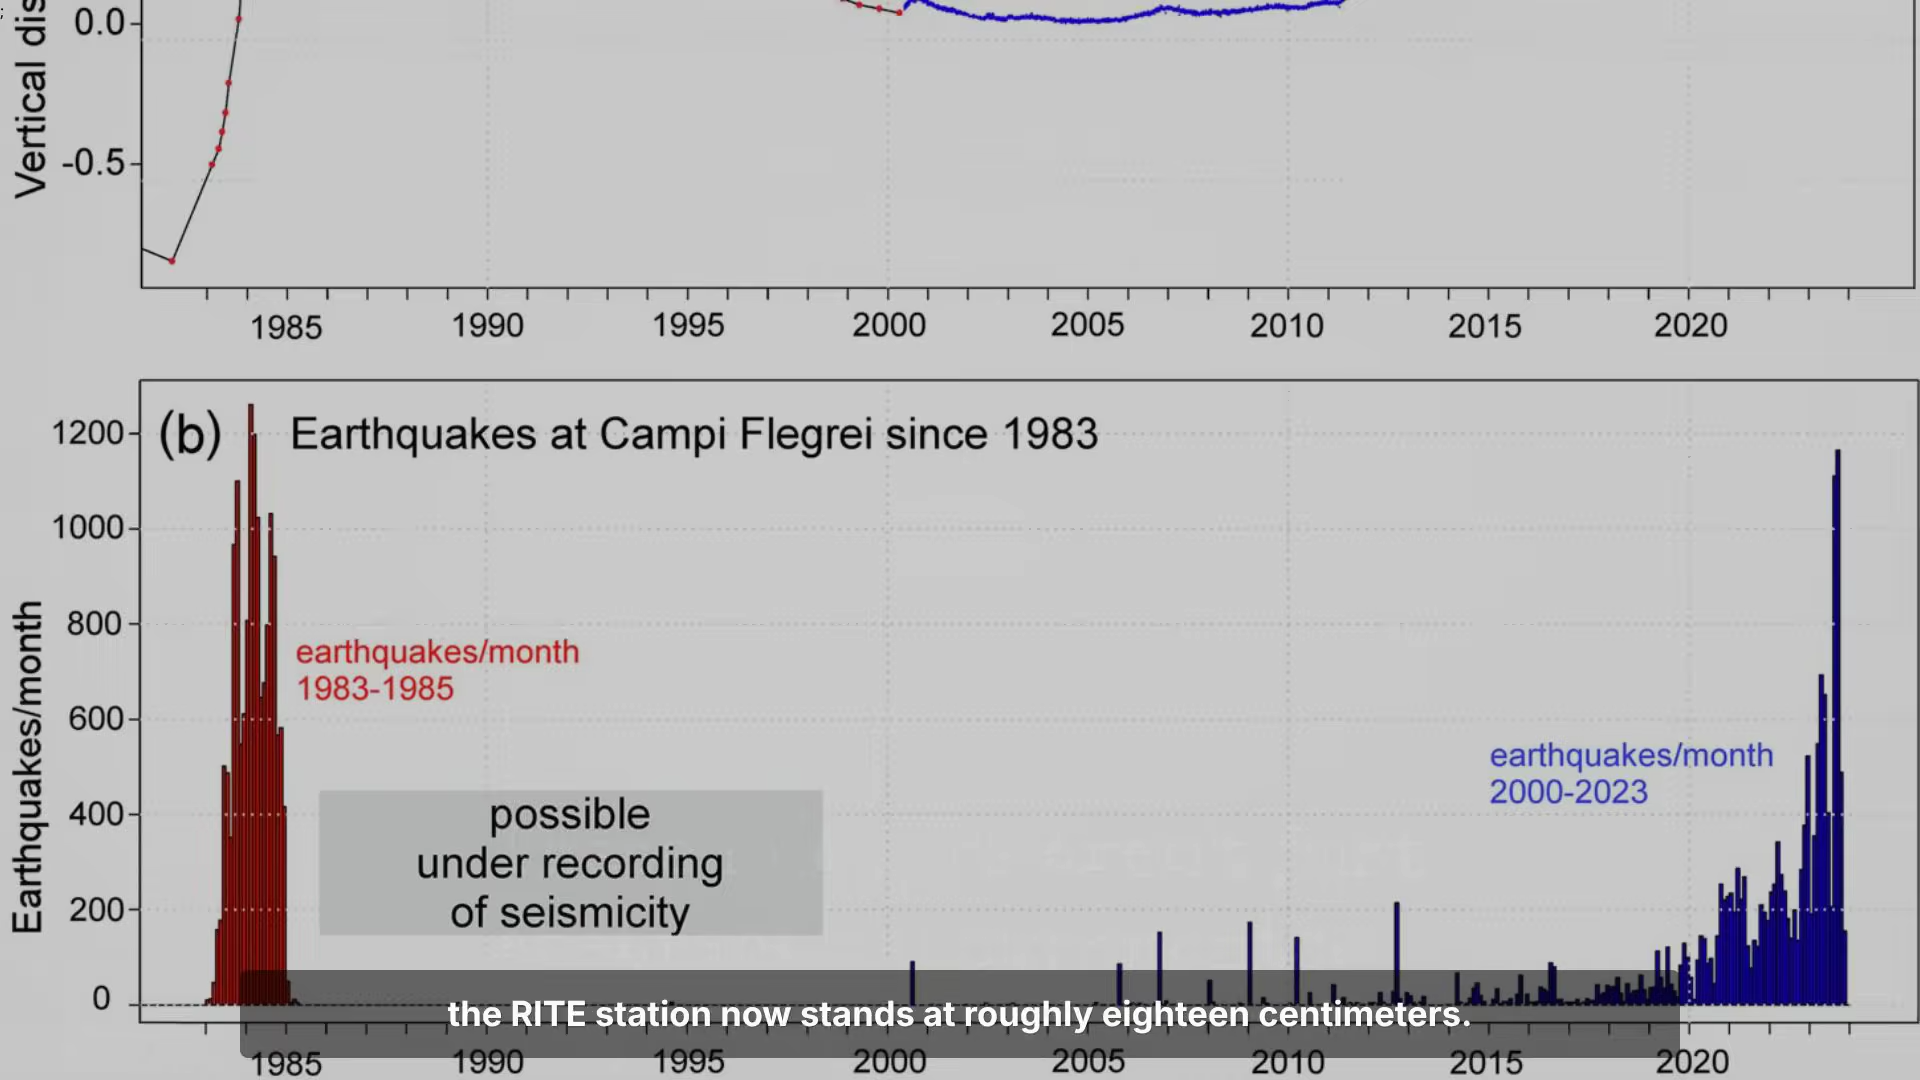 ;
Vertical dis
0.0
-0.5
1985 1990 1995 2000 2005 2010 2015 2020
(b) Earthquakes at Campi Flegrei since 1983
Earthquakes/month
1200
1000
800
600
400
200
0
earthquakes/month
1983-1985
possible
under recording
of seismicity
earthquakes/month
2000-2023
the RITE station now stands at roughly eighteen centimeters.
1985 1990 1995 2000 2005 2010 2015 2020